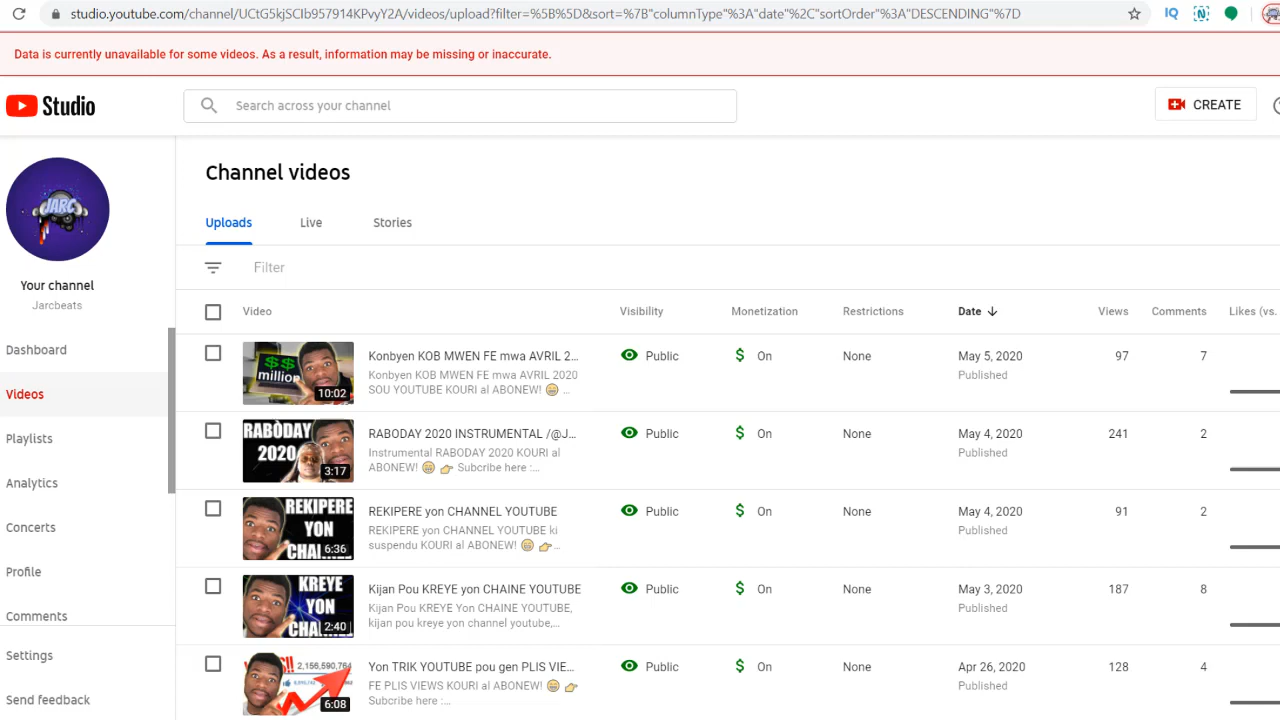 studio.youtube.com/channel/UCtG5kjSCIb957914KPvyY2A/videos/upload?filter=%5B%5D&sort=%7B"columnType"%3A"date"%2C"sortOrder"%3A"DESCENDING"%7D
IQ N
Data is currently unavailable for some videos. As a result, information may be missing or inaccurate.
Studio
Search across your channel
CREATE
JARC
Your channel
Jarcbeats
Dashboard
Videos
Playlists
Analytics
Concerts
Profile
Comments
Settings
Send feedback
Channel videos
Uploads Live Stories
Filter
Video Visibility Monetization Restrictions Date ↓ Views Comments Likes (vs.
$$
million
10:02
Konbyen KOB MWEN FE mwa AVRIL 2... Public $ On None May 5, 2020 97 7
Konbyen KOB MWEN FE mwa AVRIL 2020 Published
SOU YOUTUBE KOURI al ABONEW! 😁 ...
RABÒDAY
2020
3:17
RABODAY 2020 INSTRUMENTAL /@J... Public $ On None May 4, 2020 241 2
Instrumental RABODAY 2020 KOURI al Published
ABONEW! 😁 👉 Subcribe here :...
REKIPERE
YON
CHAI
6:36
REKIPERE yon CHANNEL YOUTUBE Public $ On None May 4, 2020 91 2
REKIPERE yon CHANNEL YOUTUBE ki Published
suspendu KOURI al ABONEW! 😁 👉...
KREYE
YON
2:40
Kijan Pou KREYE Yon CHAINE YOUTUBE Public $ On None May 3, 2020 187 8
Kijan Pou KREYE Yon CHAINE YOUTUBE, Published
kijan pou kreye yon channel youtube,...
2,156,590,764
6:08
Yon TRIK YOUTUBE pou gen PLIS VIE... Public $ On None Apr 26, 2020 123 4
FE PLIS VIEWS KOURI al ABONEW! 😁 👉 Published
Subcribe here :...